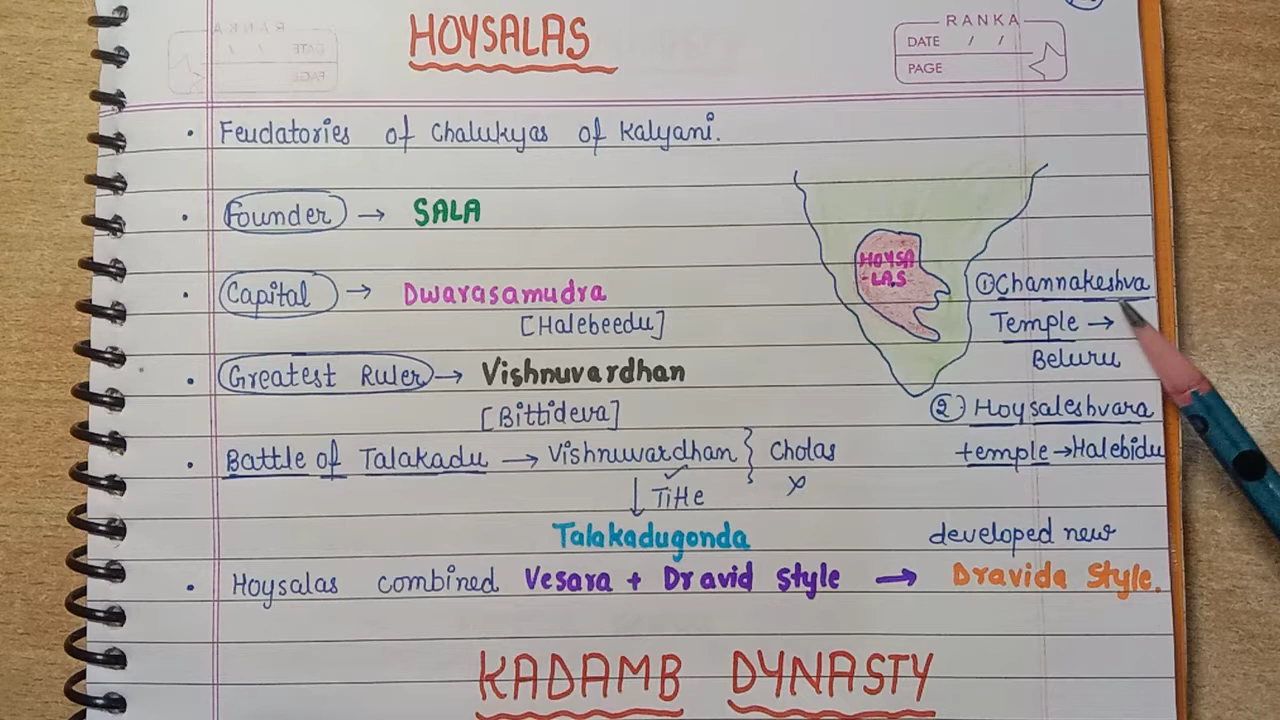 HOYSALAS
RANKA
DATE / /
PAGE
• Feudatories of Chalukyas of Kalyani.
• Founder → SALA
• Capital → Dwarasamudra
[Halebeedu]
• Greatest Ruler → Vishnuvardhan
[Bittideva]
• Battle of Talakadu → Vishnuvardhan } Cholas
↓ Title
Talakadugonda
HOYSA
-LAS
① Channakeshva
Temple →
Beluru
② Hoysaleshvara
temple → Halebidu
developed new
• Hoysalas combined Vesara + Dravid style → Dravida Style.
KADAMB DYNASTY